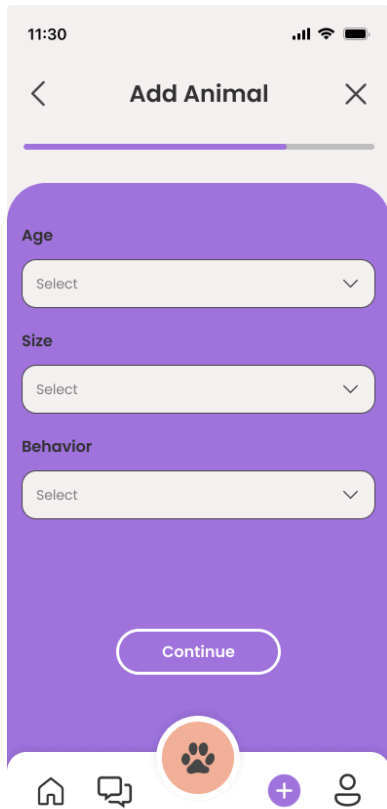 11:30
Add Animal
Age
Select
Size
Select
Behavior
Select
Continue